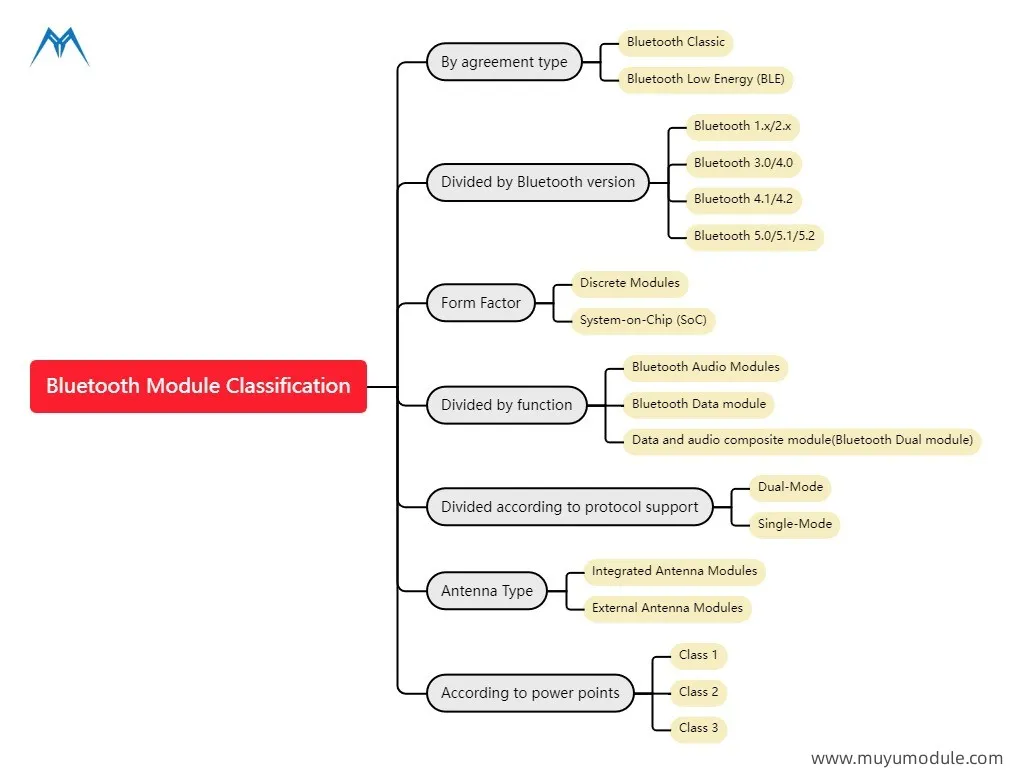 Bluetooth Module Classification
By agreement type
Bluetooth Classic
Bluetooth Low Energy (BLE)
Divided by Bluetooth version
Bluetooth 1.x/2.x
Bluetooth 3.0/4.0
Bluetooth 4.1/4.2
Bluetooth 5.0/5.1/5.2
Form Factor
Discrete Modules
System-on-Chip (SoC)
Divided by function
Bluetooth Audio Modules
Bluetooth Data module
Data and audio composite module(Bluetooth Dual module)
Divided according to protocol support
Dual-Mode
Single-Mode
Antenna Type
Integrated Antenna Modules
External Antenna Modules
According to power points
Class 1
Class 2
Class 3
www.muyumodule.com